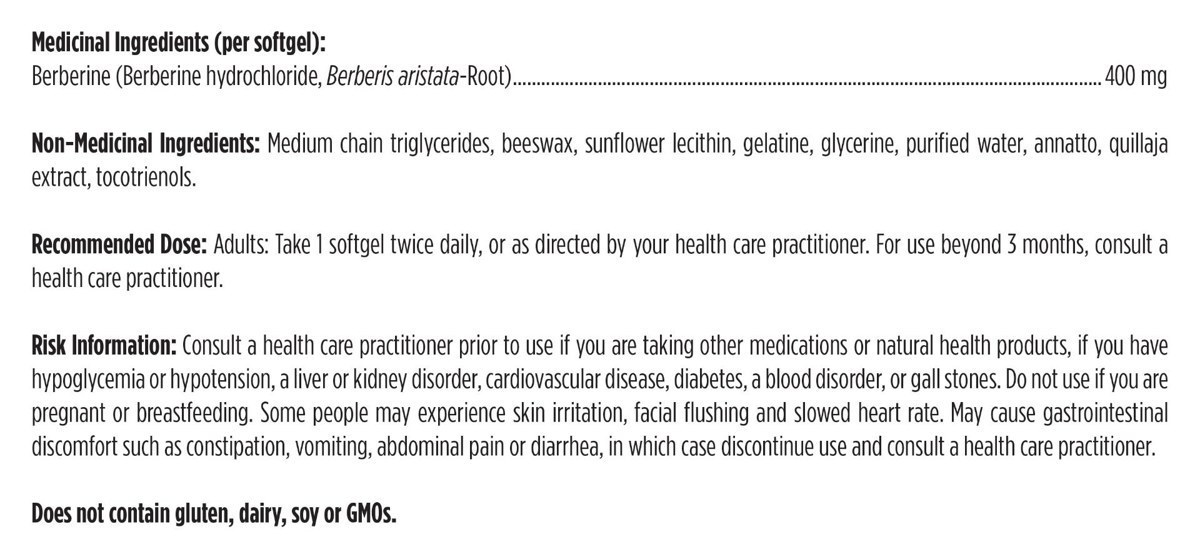 Medicinal Ingredients (per softgel):
Berberine (Berberine hydrochloride, Berberis aristata-Root)............................................................................................................................. 400 mg
Non-Medicinal Ingredients: Medium chain triglycerides, beeswax, sunflower lecithin, gelatine, glycerine, purified water, annatto, quillaja
extract, tocotrienols.
Recommended Dose: Adults: Take 1 softgel twice daily, or as directed by your health care practitioner. For use beyond 3 months, consult a
health care practitioner.
Risk Information: Consult a health care practitioner prior to use if you are taking other medications or natural health products, if you have
hypoglycemia or hypotension, a liver or kidney disorder, cardiovascular disease, diabetes, a blood disorder, or gall stones. Do not use if you are
pregnant or breastfeeding. Some people may experience skin irritation, facial flushing and slowed heart rate. May cause gastrointestinal
discomfort such as constipation, vomiting, abdominal pain or diarrhea, in which case discontinue use and consult a health care practitioner.
Does not contain gluten, dairy, soy or GMOs.